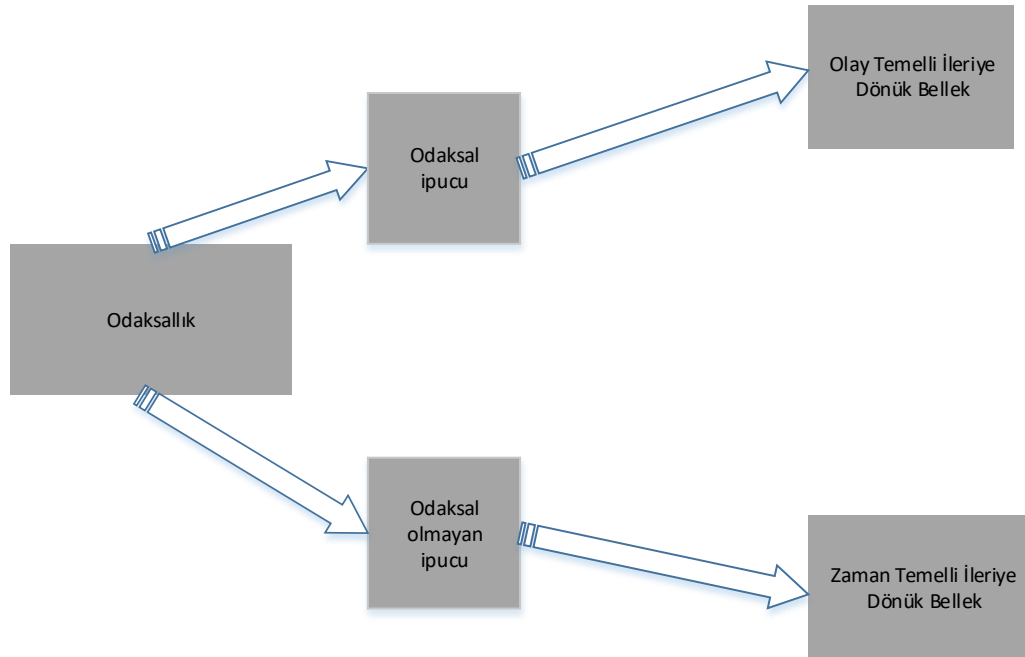 Olay Temelli İleriye
Dönük Bellek
Odaksal
ipucu
Odaksallık
Odaksal
olmayan
ipucu
Zaman Temelli İleriye
Dönük Bellek